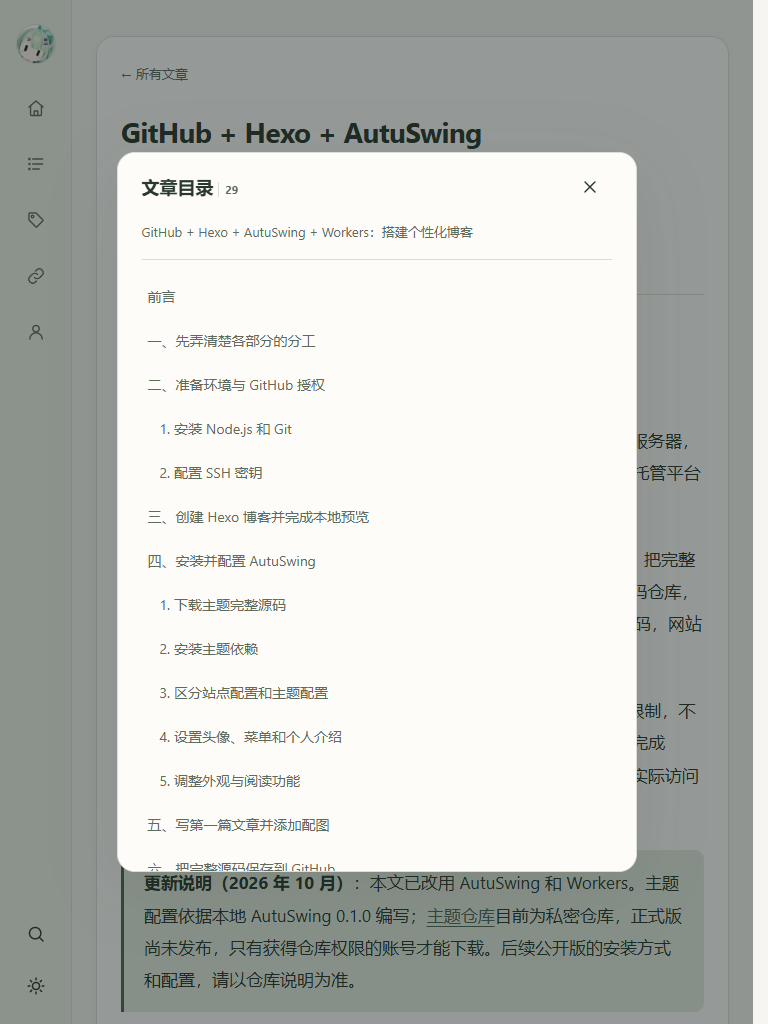 ← 所有文章
GitHub + Hexo + AutuSwing
文章目录 29
GitHub + Hexo + AutuSwing + Workers：搭建个性化博客
前言
一、先弄清楚各部分的分工
二、准备环境与 GitHub 授权
1. 安装 Node.js 和 Git
2. 配置 SSH 密钥
服务器，
托管平台
三、创建 Hexo 博客并完成本地预览
四、安装并配置 AutuSwing
把完整
码仓库，
1. 下载主题完整源码
码，网站
2. 安装主题依赖
3. 区分站点配置和主题配置
限制，不
4. 设置头像、菜单和个人介绍
完成
5. 调整外观与阅读功能
实际访问
五、写第一篇文章并添加配图
六、把完整源码保存到 GitHub
更新说明（2026 年 10 月）：本文已改用 AutuSwing 和 Workers。主题
配置依据本地 AutuSwing 0.1.0 编写；主题仓库目前为私密仓库，正式版
尚未发布，只有获得仓库权限的账号才能下载。后续公开版的安装方式
和配置，请以仓库说明为准。